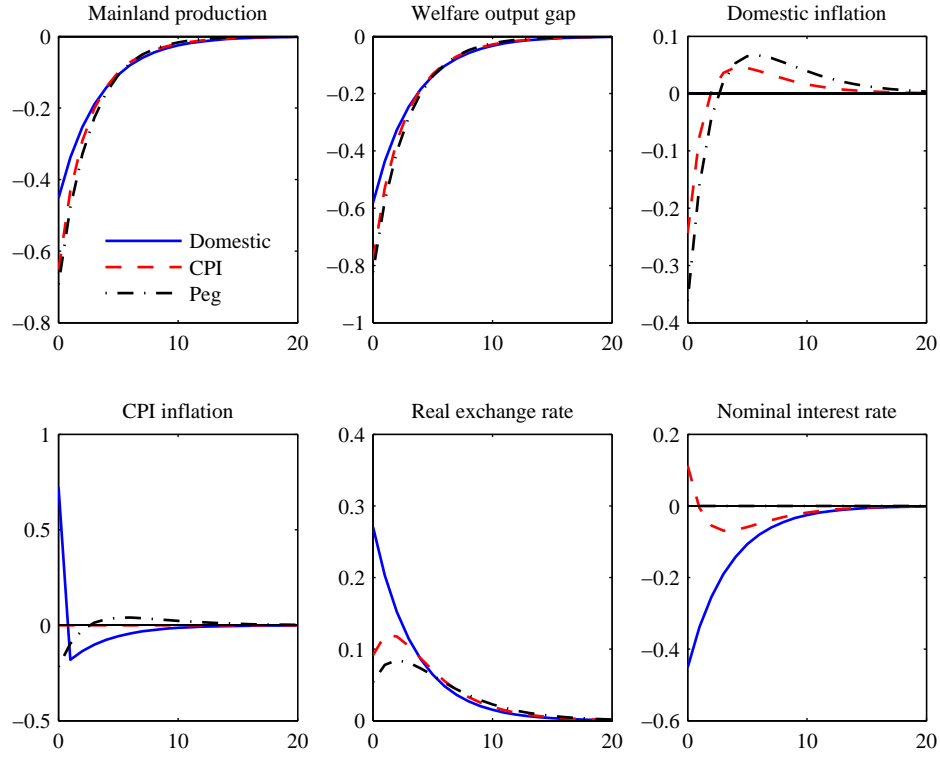 Mainland production
0
−0.2
−0.4
−0.6
−0.8
0 10 20
Domestic
CPI
Peg
Welfare output gap
0
−0.2
−0.4
−0.6
−0.8
−1
0 10 20
Domestic inflation
0.1
0
−0.1
−0.2
−0.3
−0.4
0 10 20
CPI inflation
1
0.5
0
−0.5
0 10 20
Real exchange rate
0.4
0.3
0.2
0.1
0
0 10 20
Nominal interest rate
0.2
0
−0.2
−0.4
−0.6
0 10 20